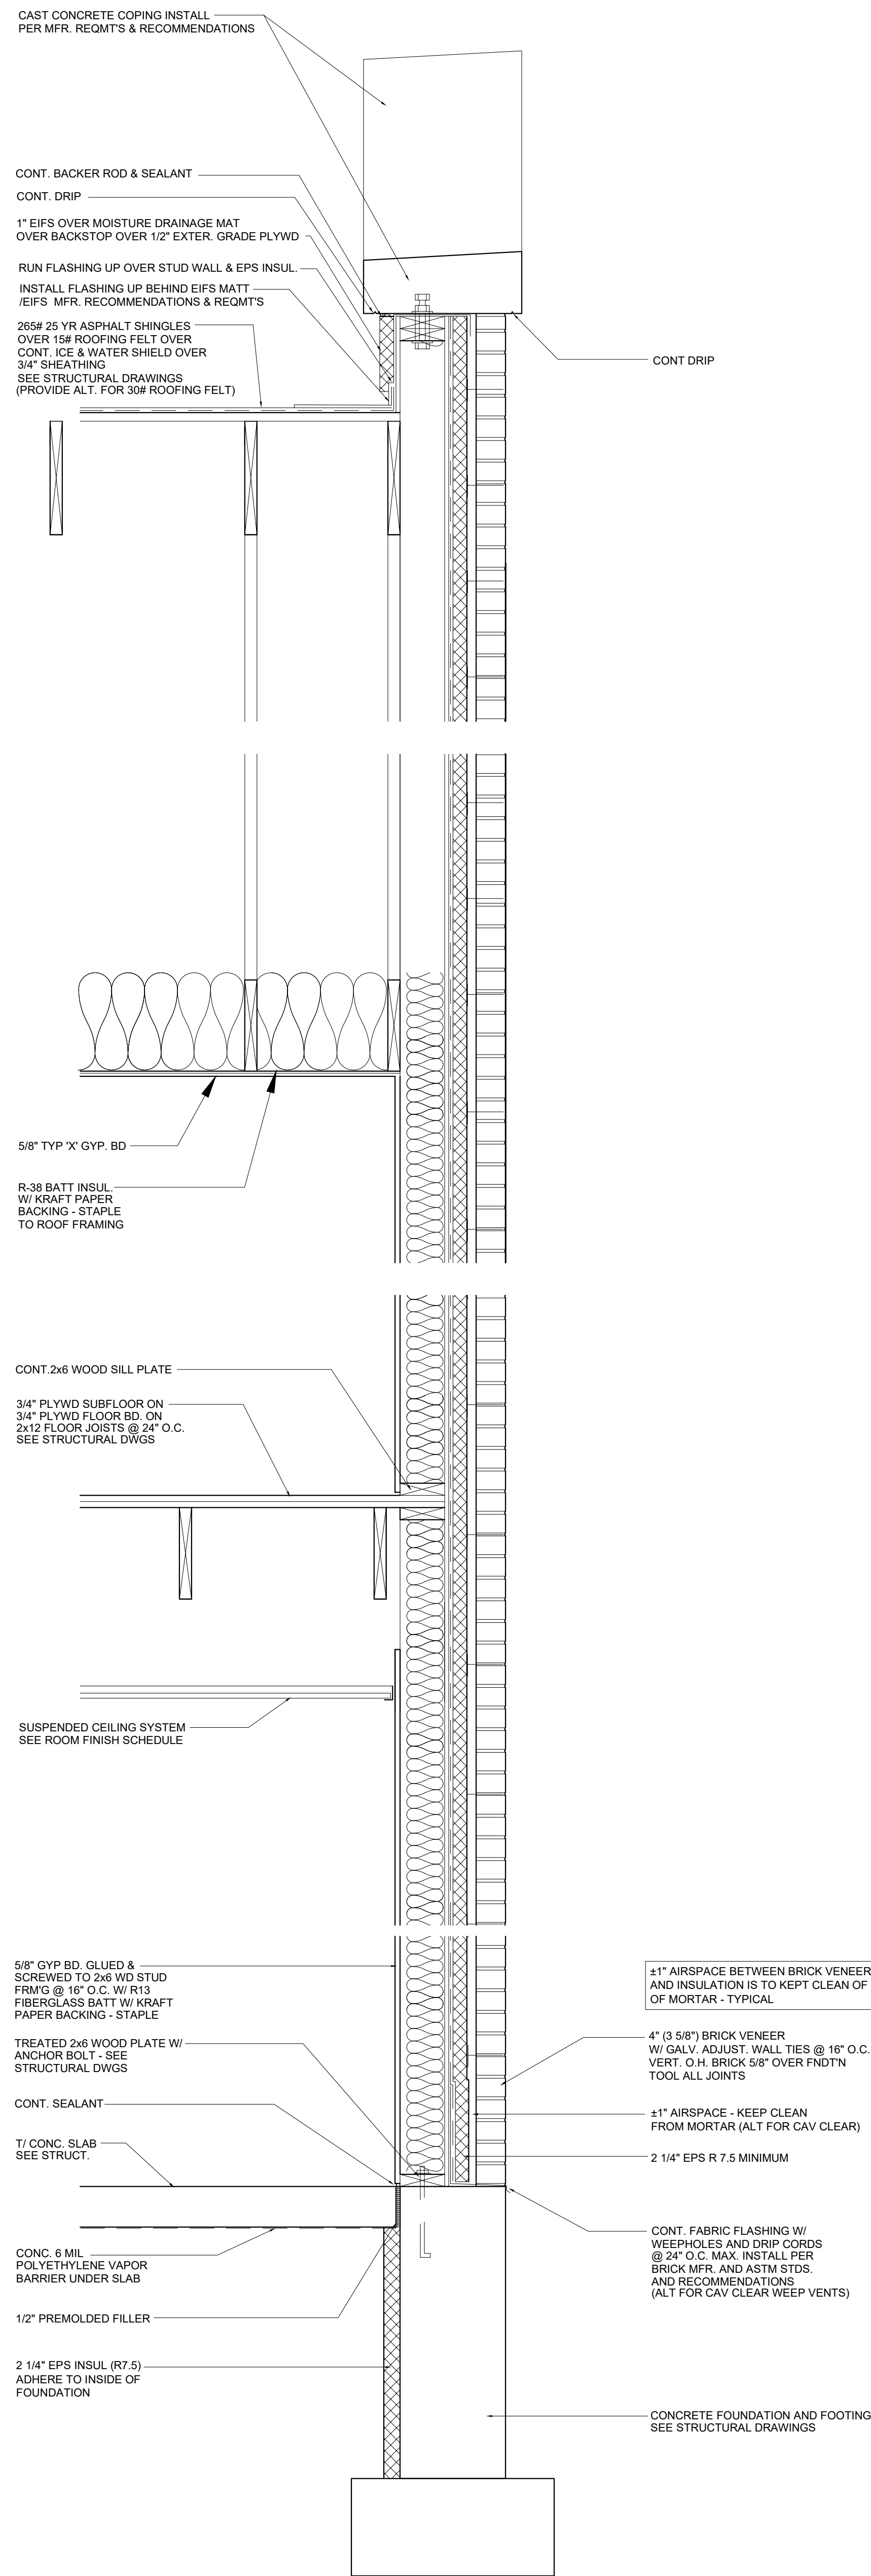 CAST CONCRETE COPING INSTALL
PER MFR. REQMT'S & RECOMMENDATIONS
CONT. BACKER ROD & SEALANT
CONT. DRIP
1" EIFS OVER MOISTURE DRAINAGE MAT
OVER BACKSTOP OVER 1/2" EXTER. GRADE PLYWD
RUN FLASHING UP OVER STUD WALL & EPS INSUL.
INSTALL FLASHING UP BEHIND EIFS MATT
/EIFS MFR. RECOMMENDATIONS & REQMT'S
265# 25 YR ASPHALT SHINGLES
OVER 15# ROOFING FELT OVER
CONT. ICE & WATER SHIELD OVER
3/4" SHEATHING
SEE STRUCTURAL DRAWINGS
(PROVIDE ALT. FOR 30# ROOFING FELT)
CONT DRIP
5/8" TYP 'X' GYP. BD
R-38 BATT INSUL.
W/ KRAFT PAPER
BACKING - STAPLE
TO ROOF FRAMING
CONT.2x6 WOOD SILL PLATE
3/4" PLYWD SUBFLOOR ON
3/4" PLYWD FLOOR BD. ON
2x12 FLOOR JOISTS @ 24" O.C.
SEE STRUCTURAL DWGS
SUSPENDED CEILING SYSTEM
SEE ROOM FINISH SCHEDULE
5/8" GYP BD. GLUED &
SCREWED TO 2x6 WD STUD
FRM'G @ 16" O.C. W/ R13
FIBERGLASS BATT W/ KRAFT
PAPER BACKING - STAPLE
TREATED 2x6 WOOD PLATE W/
ANCHOR BOLT - SEE
STRUCTURAL DWGS
CONT. SEALANT
T/ CONC. SLAB
SEE STRUCT.
CONC. 6 MIL
POLYETHYLENE VAPOR
BARRIER UNDER SLAB
1/2" PREMOLDED FILLER
2 1/4" EPS INSUL (R7.5)
ADHERE TO INSIDE OF
FOUNDATION
±1" AIRSPACE BETWEEN BRICK VENEER
AND INSULATION IS TO KEPT CLEAN OF
OF MORTAR - TYPICAL
4" (3 5/8") BRICK VENEER
W/ GALV. ADJUST. WALL TIES @ 16" O.C.
VERT. O.H. BRICK 5/8" OVER FNDT'N
TOOL ALL JOINTS
±1" AIRSPACE - KEEP CLEAN
FROM MORTAR (ALT FOR CAV CLEAR)
2 1/4" EPS R 7.5 MINIMUM
CONT. FABRIC FLASHING W/
WEEPHOLES AND DRIP CORDS
@ 24" O.C. MAX. INSTALL PER
BRICK MFR. AND ASTM STDS.
AND RECOMMENDATIONS
(ALT FOR CAV CLEAR WEEP VENTS)
CONCRETE FOUNDATION AND FOOTING
SEE STRUCTURAL DRAWINGS